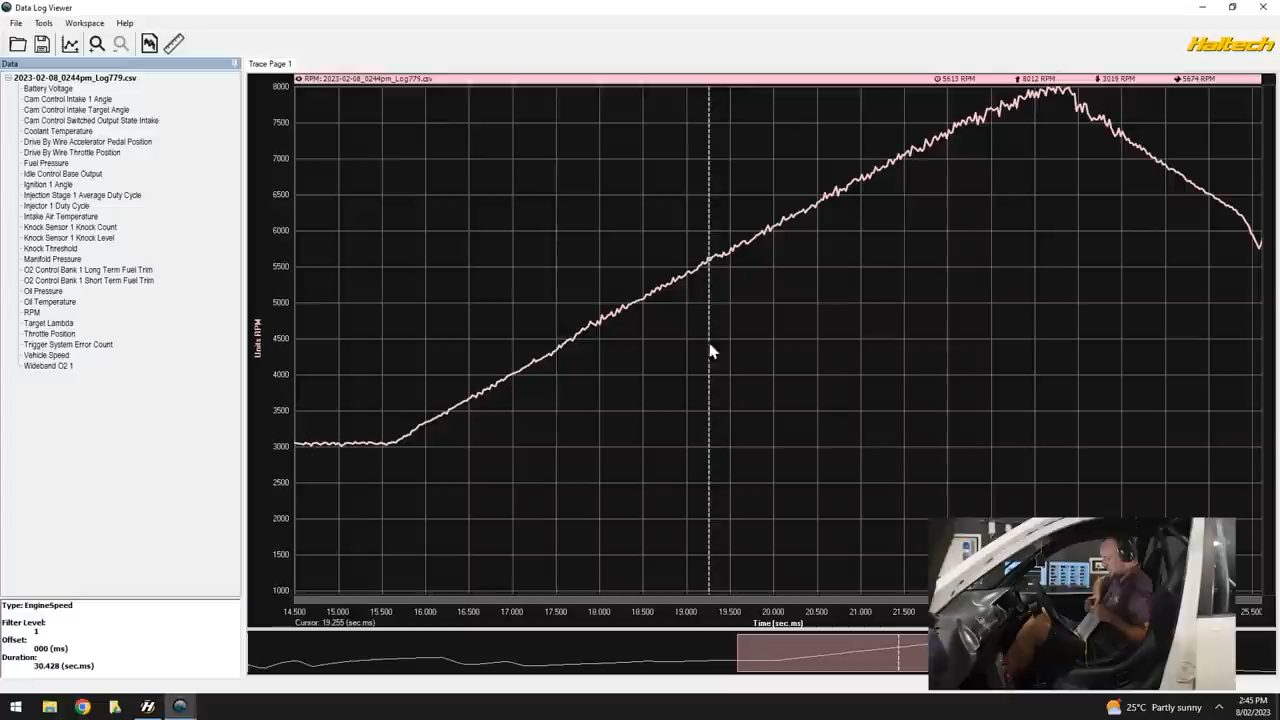 Data Log Viewer
File Tools Workspace Help
Haltech
Data
Trace Page 1
2023-02-08_0244pm_Log779.csv
Battery Voltage
Cam Control Intake 1 Angle
Cam Control Intake Target Angle
Cam Control Switched Output State Intake
Coolant Temperature
Drive By Wire Accelerator Pedal Position
Drive By Wire Throttle Position
Fuel Pressure
Idle Control Base Output
Ignition 1 Angle
Injection Stage 1 Average Duty Cycle
Injector 1 Duty Cycle
Intake Air Temperature
Knock Sensor 1 Knock Count
Knock Sensor 1 Knock Level
Knock Threshold
Manifold Pressure
O2 Control Bank 1 Long Term Fuel Trim
O2 Control Bank 1 Short Term Fuel Trim
Oil Pressure
Oil Temperature
RPM
Target Lambda
Throttle Position
Trigger System Error Count
Vehicle Speed
Wideband O2 1
Type: EngineSpeed
Filter Level:
1
Offset:
000 (ms)
Duration:
30.428 (sec.ms)
RPM: 2023-02-08_0244pm_Log779.csv
5613 RPM
8012 RPM
3019 RPM
5674 RPM
8000
7500
7000
6500
6000
5500
5000
4500
4000
3500
3000
2500
2000
1500
1000
Units RPM
14.500 15.000 15.500 16.000 16.500 17.000 17.500 18.000 18.500 19.000 19.500 20.000 20.500 21.000 21.500 25.500
Cursor: 19.255 (sec.ms)
Time [sec.ms]
25°C Partly sunny
2:45 PM
8/02/2023